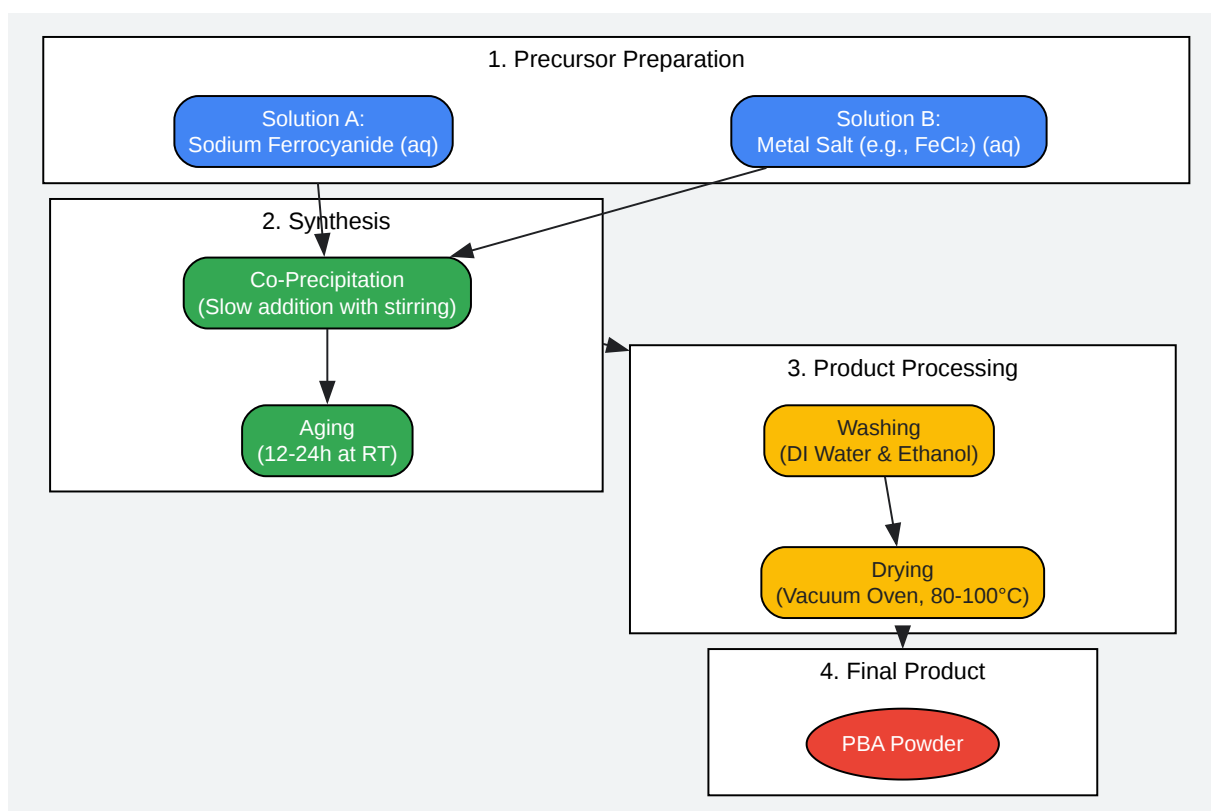 1. Precursor Preparation
Solution A:
Sodium Ferrocyanide (aq)
Solution B:
Metal Salt (e.g., FeCl₂) (aq)
2. Synthesis
Co-Precipitation
(Slow addition with stirring)
Aging
(12-24h at RT)
3. Product Processing
Washing
(DI Water & Ethanol)
Drying
(Vacuum Oven, 80-100°C)
4. Final Product
PBA Powder